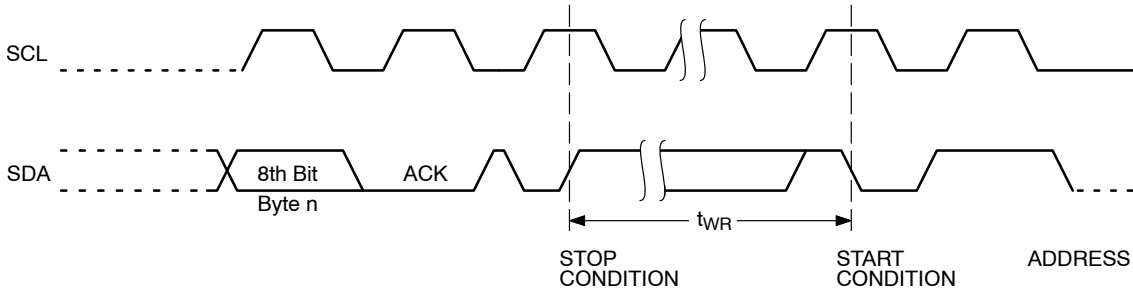 SCL
SDA
8th Bit
Byte n
ACK
tWR
STOP
CONDITION
START
CONDITION
ADDRESS